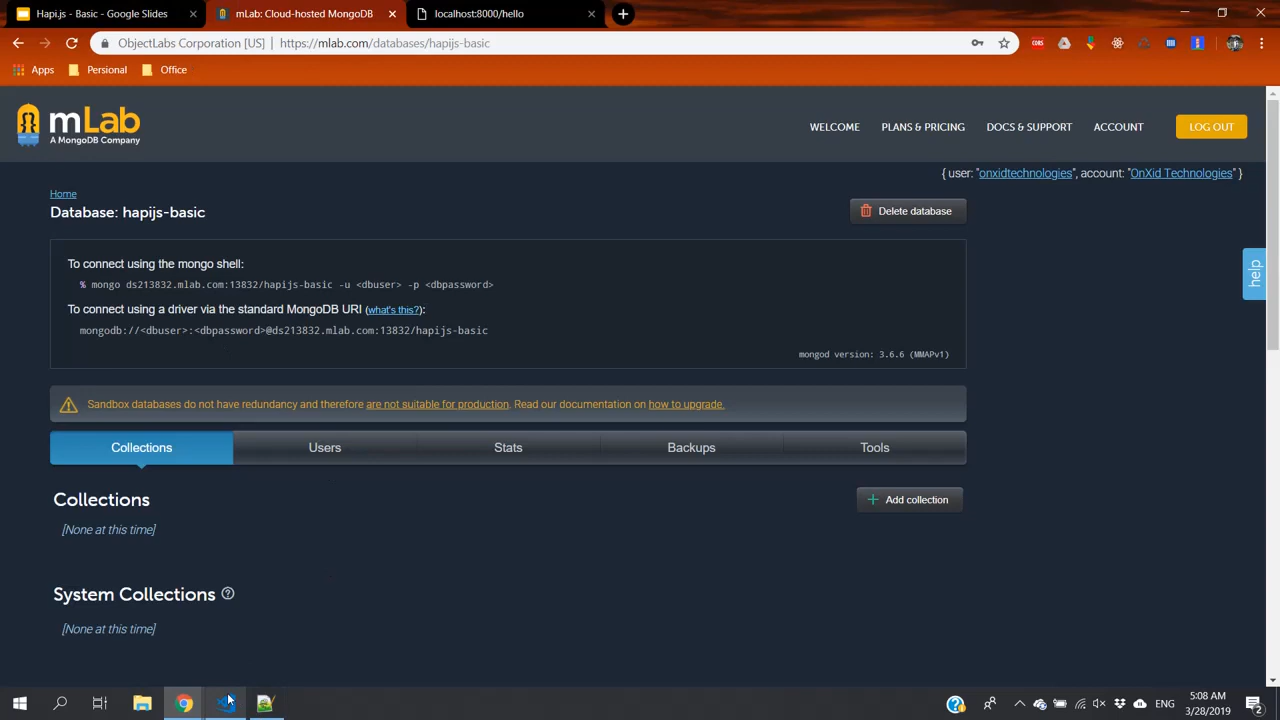 Hapi.js - Basic - Google Slides
mLab: Cloud-hosted MongoDB
localhost:8000/hello
ObjectLabs Corporation [US] | https://mlab.com/databases/hapijs-basic
Apps
Persional
Office
mLab
A MongoDB Company
WELCOME
PLANS & PRICING
DOCS & SUPPORT
ACCOUNT
LOG OUT
{ user: "onxidtechnologies", account: "OnXid Technologies" }
Home
Database: hapijs-basic
Delete database
To connect using the mongo shell:
% mongo ds213832.mlab.com:13832/hapijs-basic -u <dbuser> -p <dbpassword>
To connect using a driver via the standard MongoDB URI (what's this?):
mongodb://<dbuser>:<dbpassword>@ds213832.mlab.com:13832/hapijs-basic
mongod version: 3.6.6 (MMAPv1)
help
Sandbox databases do not have redundancy and therefore are not suitable for production. Read our documentation on how to upgrade.
Collections
Users
Stats
Backups
Tools
Collections
Add collection
[None at this time]
System Collections
[None at this time]
ENG
5:08 AM
3/28/2019
2